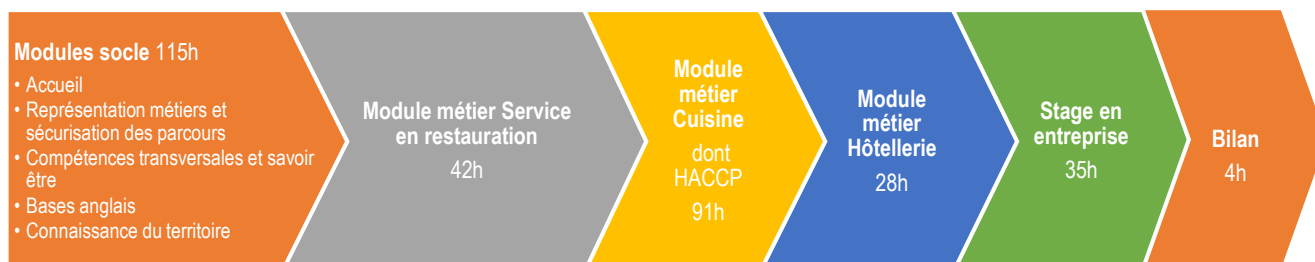 Modules socle 115h
• Accueil
• Représentation métiers et
sécurisation des parcours
• Compétences transversales et savoir
être
• Bases anglais
• Connaissance du territoire
Module métier Service
en restauration
42h
Module
métier
Cuisine
dont
HACCP
91h
Module
métier
Hôtellerie
28h
Stage en
entreprise
35h
Bilan
4h